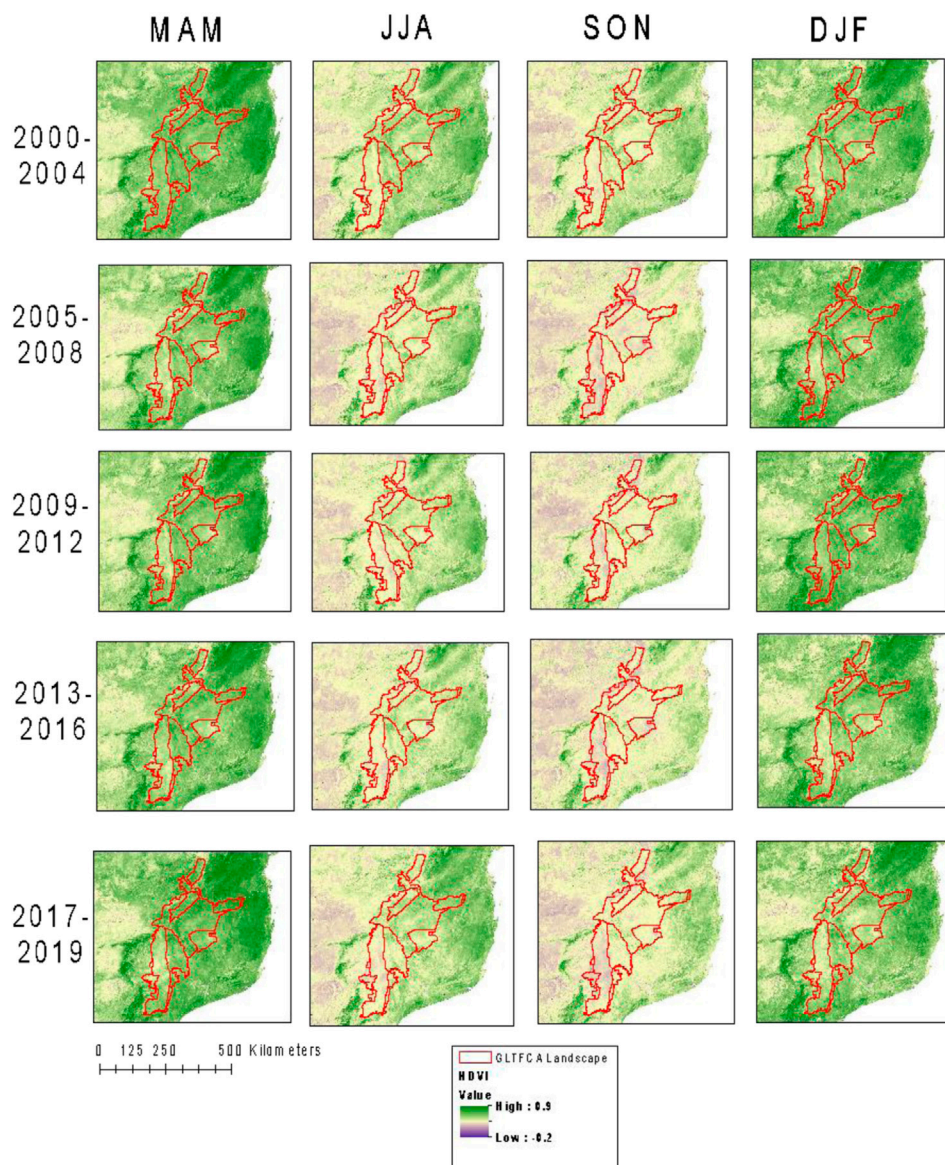 MAM JJA SON DJF
2000-
2004
2005-
2008
2009-
2012
2013-
2016
2017-
2019
0 125 250 500 Kilometers
GLTFCA Landscape
NDVI
Value
High : 0.9
Low : -0.2